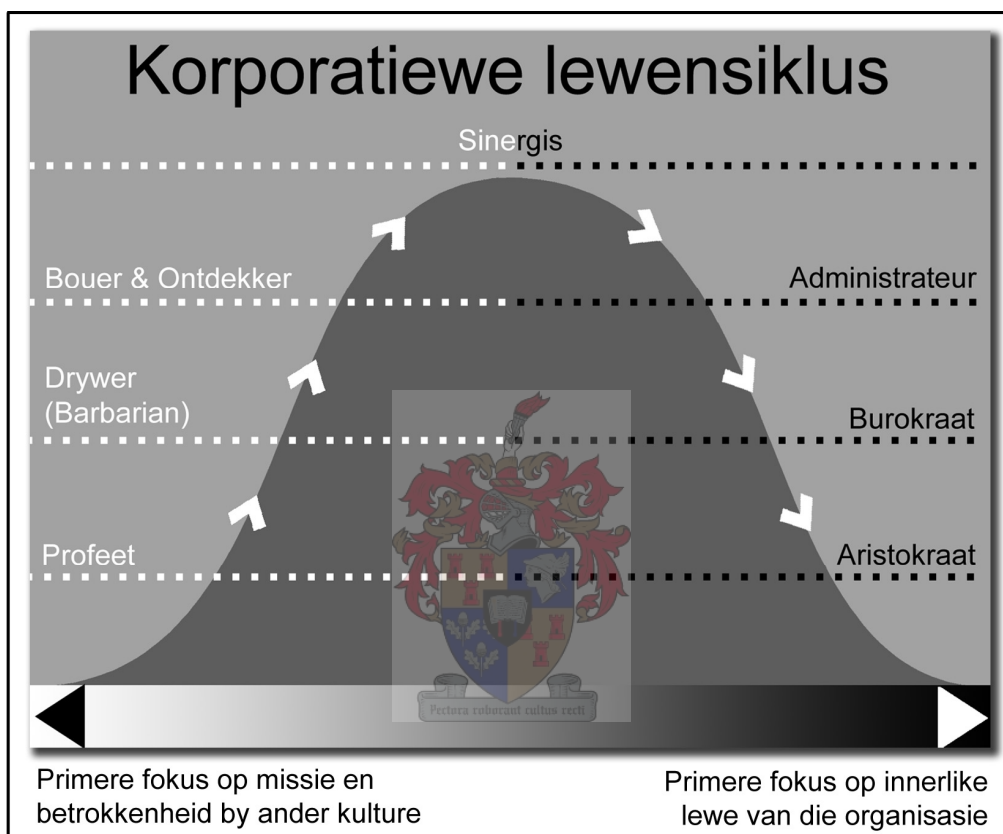 Korporatiewe lewensiklus
Sinergis
Bouer & Ontdekker
Administrateur
Drywer
(Barbarian)
Burokraat
Profeet
Aristokraat
Pectora roborant cultus recti
Primere fokus op missie en
betrokkenheid by ander kulture
Primere fokus op innerlike
lewe van die organisasie